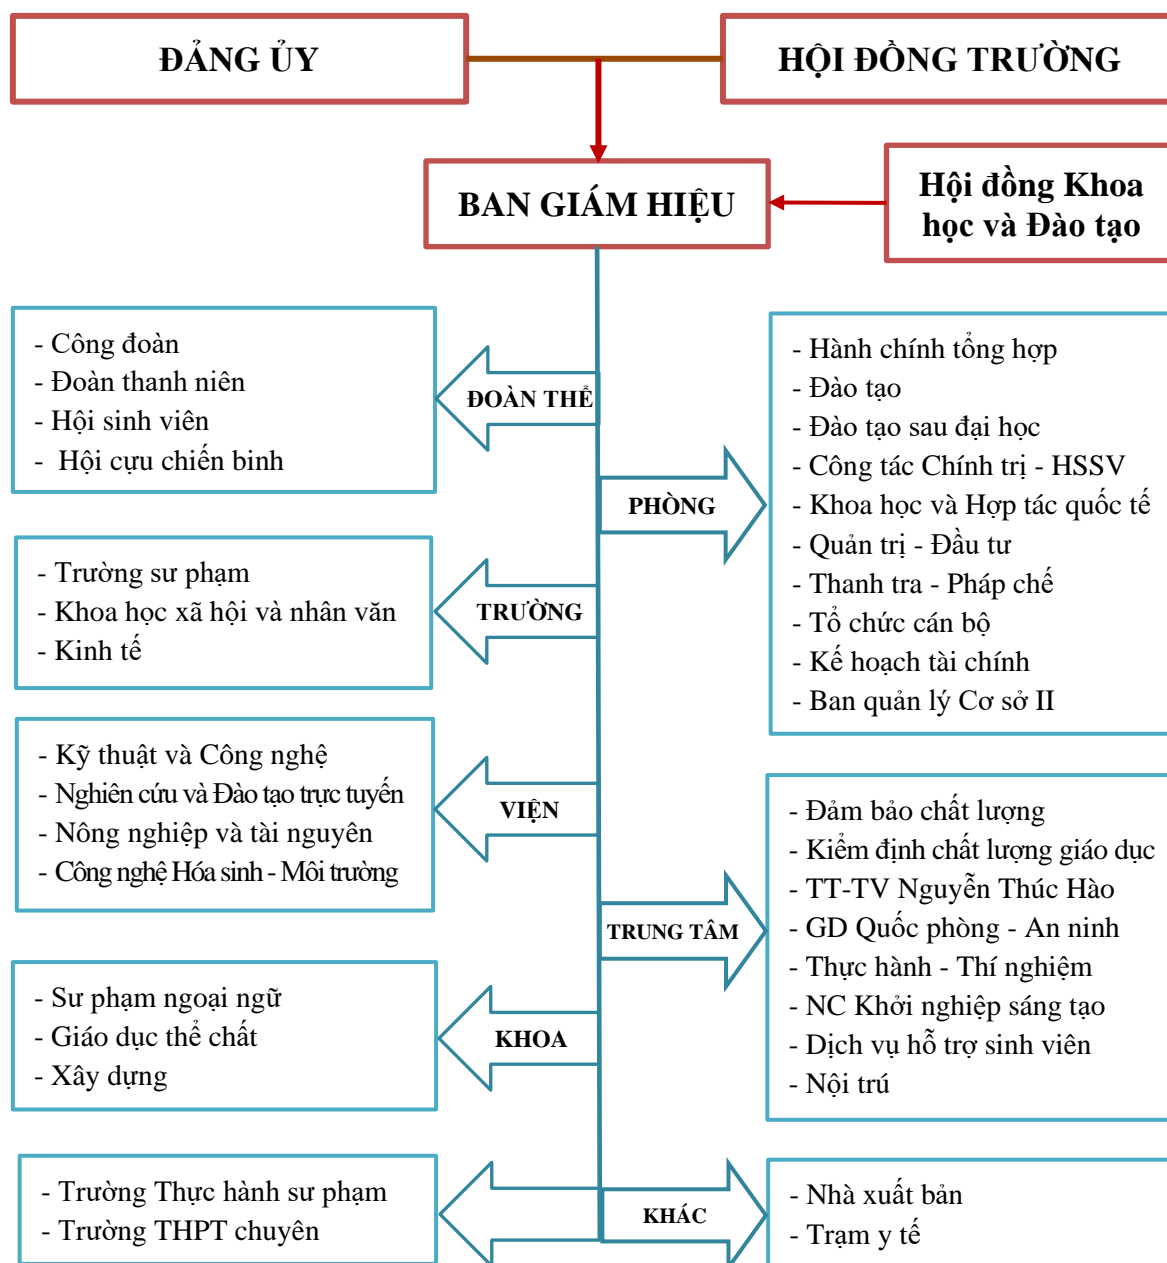 ĐẢNG ỦY
HỘI ĐỒNG TRƯỜNG
BAN GIÁM HIỆU
Hội đồng Khoa
học và Đào tạo
- Công đoàn
- Đoàn thanh niên
- Hội sinh viên
- Hội cựu chiến binh
ĐOÀN THỂ
- Hành chính tổng hợp
- Đào tạo
- Đào tạo sau đại học
- Công tác Chính trị - HSSV
- Khoa học và Hợp tác quốc tế
- Quản trị - Đầu tư
- Thanh tra - Pháp chế
- Tổ chức cán bộ
- Kế hoạch tài chính
- Ban quản lý Cơ sở II
PHÒNG
- Trường sư phạm
- Khoa học xã hội và nhân văn
- Kinh tế
TRƯỜNG
- Kỹ thuật và Công nghệ
- Nghiên cứu và Đào tạo trực tuyến
- Nông nghiệp và tài nguyên
- Công nghệ Hóa sinh - Môi trường
VIỆN
- Đảm bảo chất lượng
- Kiểm định chất lượng giáo dục
- TT-TV Nguyễn Thúc Hào
- GD Quốc phòng - An ninh
- Thực hành - Thí nghiệm
- NC Khởi nghiệp sáng tạo
- Dịch vụ hỗ trợ sinh viên
- Nội trú
TRUNG TÂM
- Sư phạm ngoại ngữ
- Giáo dục thể chất
- Xây dựng
KHOA
- Trường Thực hành sư phạm
- Trường THPT chuyên
KHÁC
- Nhà xuất bản
- Trạm y tế